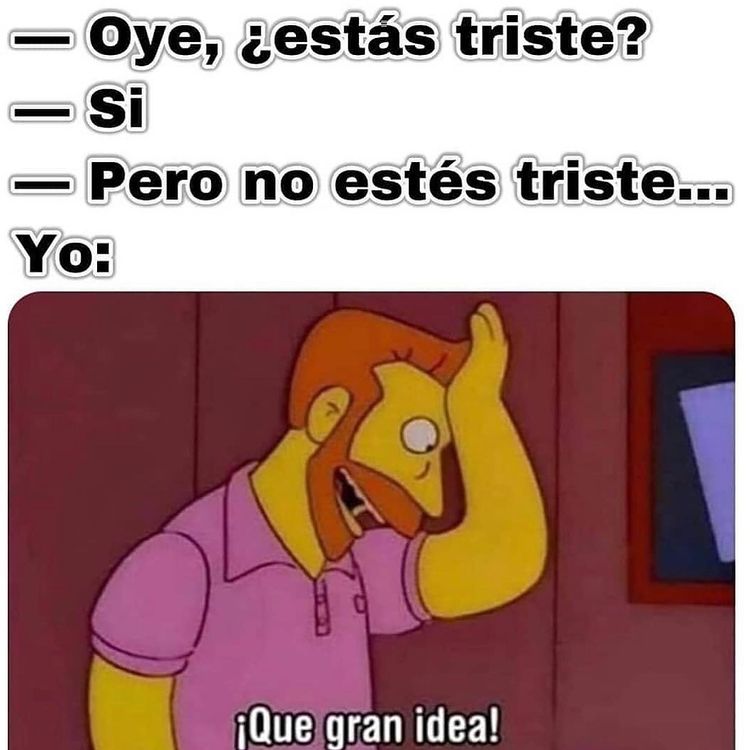 — Oye, ¿estás triste?
— Si
— Pero no estés triste...
Yo:
¡Que gran idea!